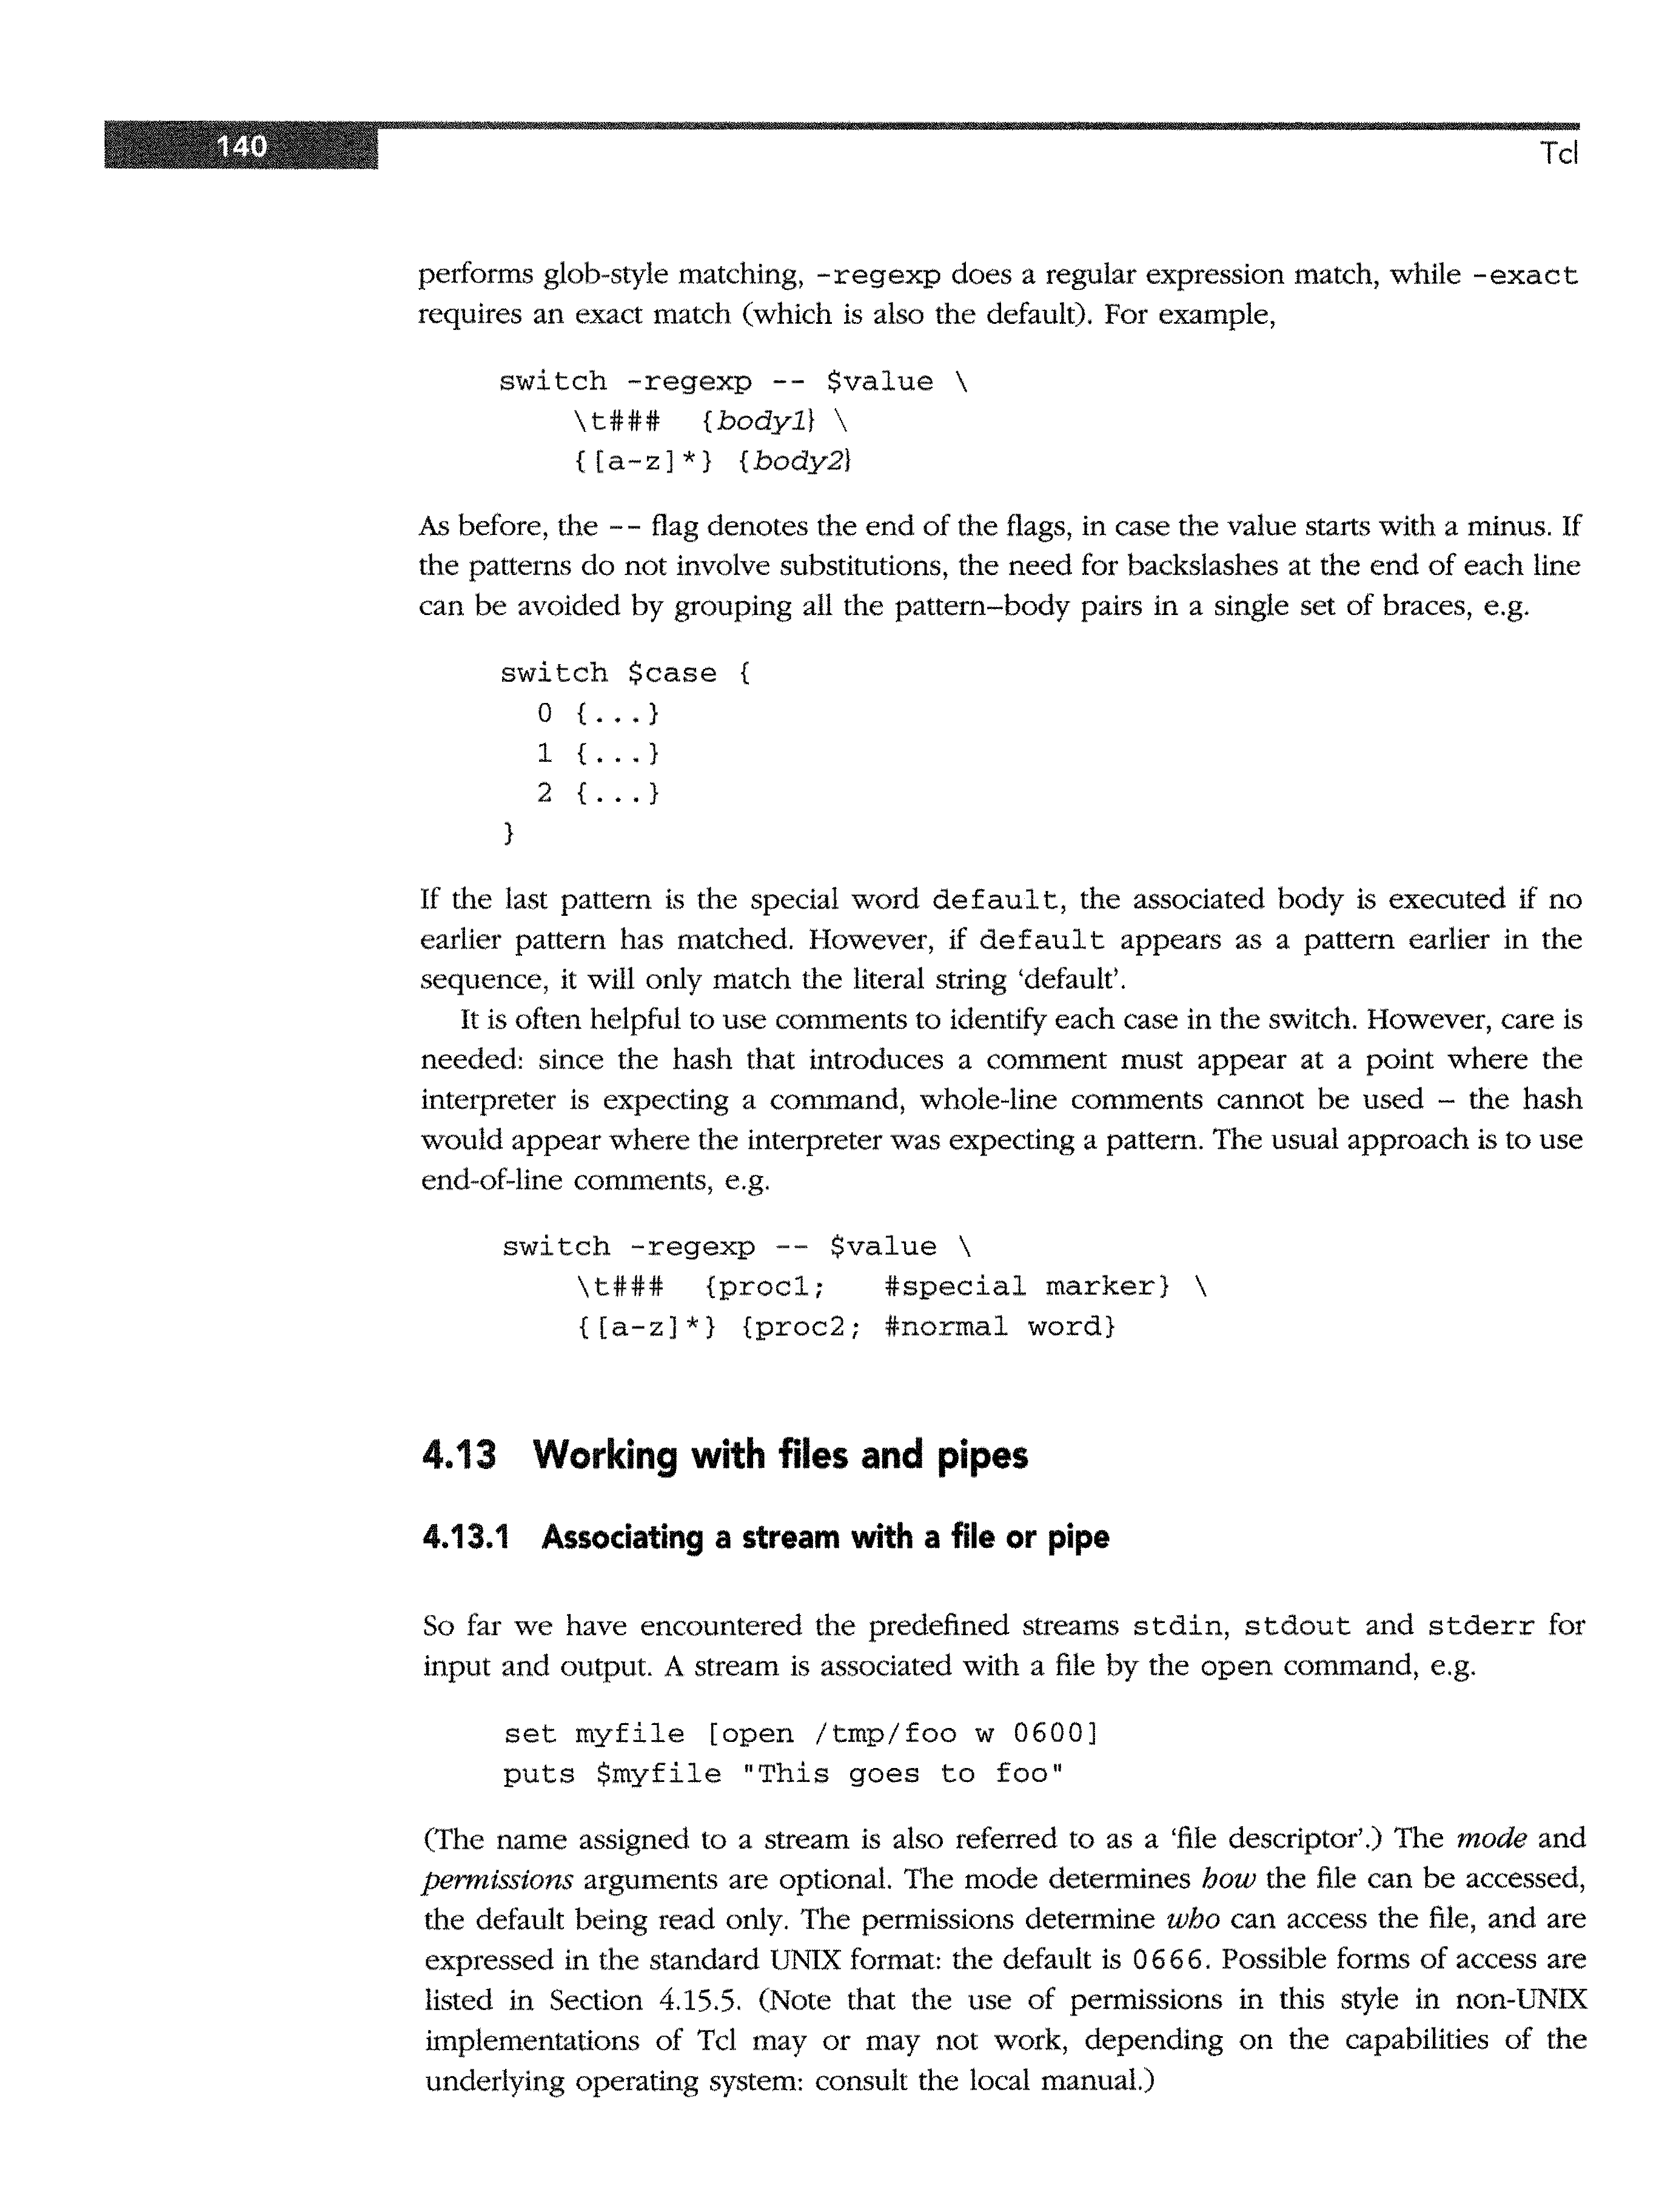 140
Tcl
performs glob-style matching, -regexp does a regular expression match, while -exact
requires an exact match (which is also the default). For example,
switch -regexp -- $value \
\t### {body1} \
{[a-z]*} {body2}
As before, the -- flag denotes the end of the flags, in case the value starts with a minus. If
the patterns do not involve substitutions, the need for backslashes at the end of each line
can be avoided by grouping all the pattern–body pairs in a single set of braces, e.g.
switch $case {
0 {...}
1 {...}
2 {...}
}
If the last pattern is the special word default, the associated body is executed if no
earlier pattern has matched. However, if default appears as a pattern earlier in the
sequence, it will only match the literal string ‘default’.
It is often helpful to use comments to identify each case in the switch. However, care is
needed: since the hash that introduces a comment must appear at a point where the
interpreter is expecting a command, whole-line comments cannot be used – the hash
would appear where the interpreter was expecting a pattern. The usual approach is to use
end-of-line comments, e.g.
switch -regexp -- $value \
\t### {proc1; #special marker} \
{[a-z]*} {proc2; #normal word}
4.13 Working with files and pipes
4.13.1 Associating a stream with a file or pipe
So far we have encountered the predefined streams stdin, stdout and stderr for
input and output. A stream is associated with a file by the open command, e.g.
set myfile [open /tmp/foo w 0600]
puts $myfile "This goes to foo"
(The name assigned to a stream is also referred to as a ‘file descriptor’.) The mode and
permissions arguments are optional. The mode determines how the file can be accessed,
the default being read only. The permissions determine who can access the file, and are
expressed in the standard UNIX format: the default is 0666. Possible forms of access are
listed in Section 4.15.5. (Note that the use of permissions in this style in non-UNIX
implementations of Tcl may or may not work, depending on the capabilities of the
underlying operating system: consult the local manual.)